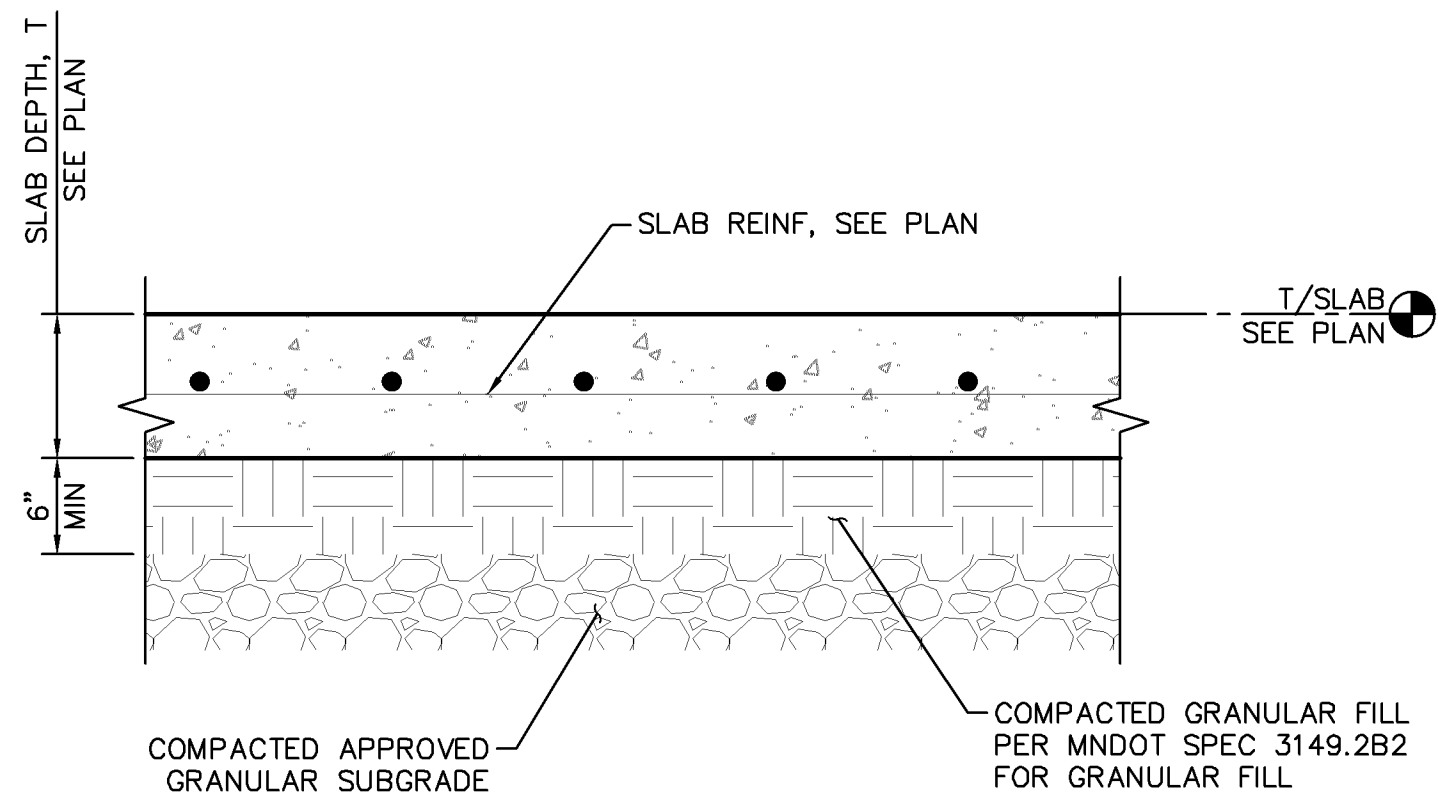 SLAB DEPTH, T
SEE PLAN
SLAB REINF, SEE PLAN
T/SLAB
SEE PLAN
6"
MIN
COMPACTED APPROVED
GRANULAR SUBGRADE
COMPACTED GRANULAR FILL
PER MNDOT SPEC 3149.2B2
FOR GRANULAR FILL